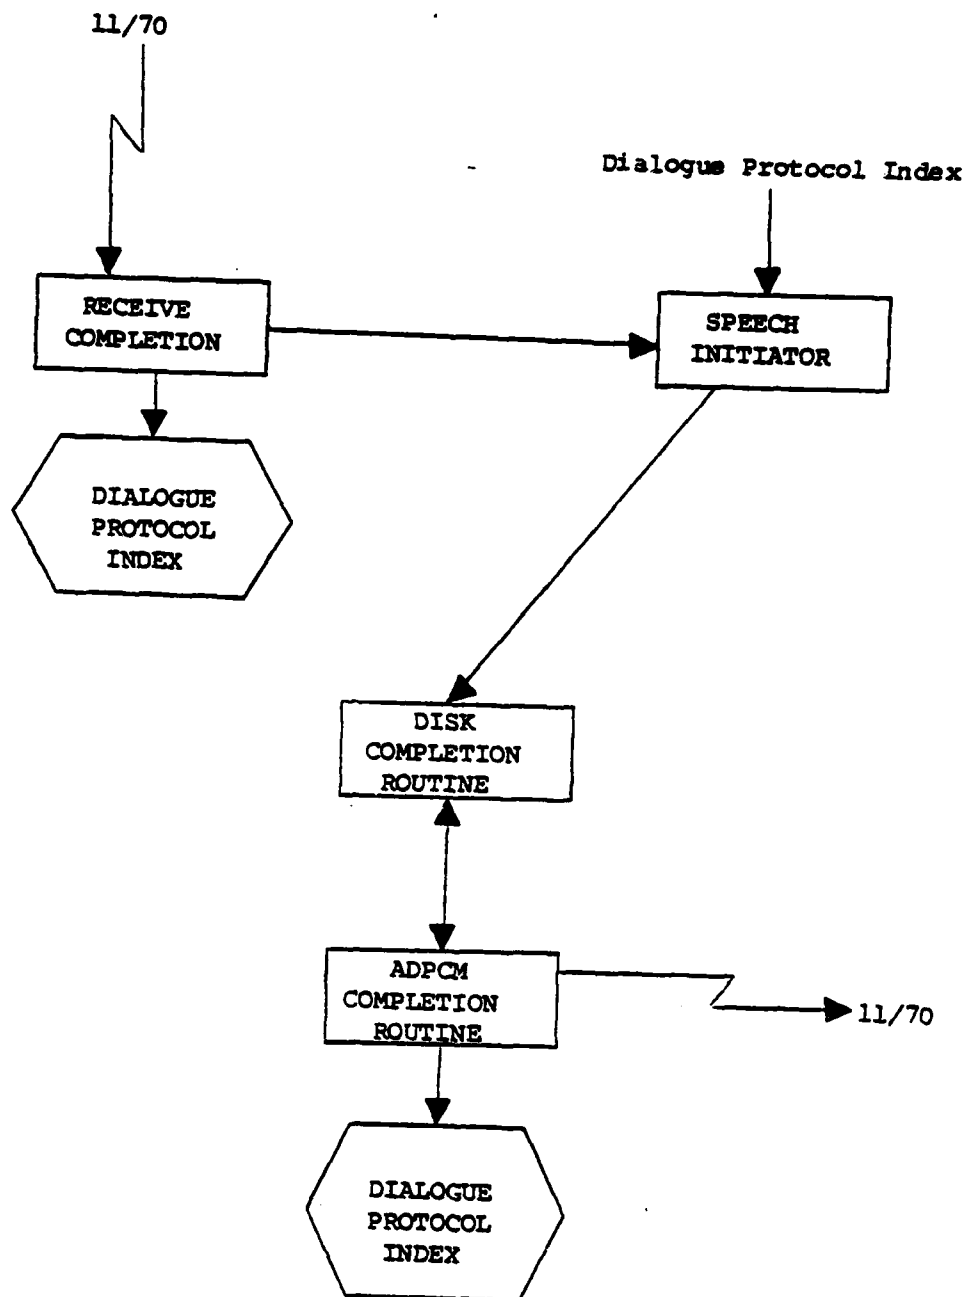 11/70
Dialogue Protocol Index
RECEIVE
COMPLETION
SPEECH
INITIATOR
DIALOGUE
PROTOCOL
INDEX
DISK
COMPLETION
ROUTINE
ADPCM
COMPLETION
ROUTINE
11/70
DIALOGUE
PROTOCOL
INDEX